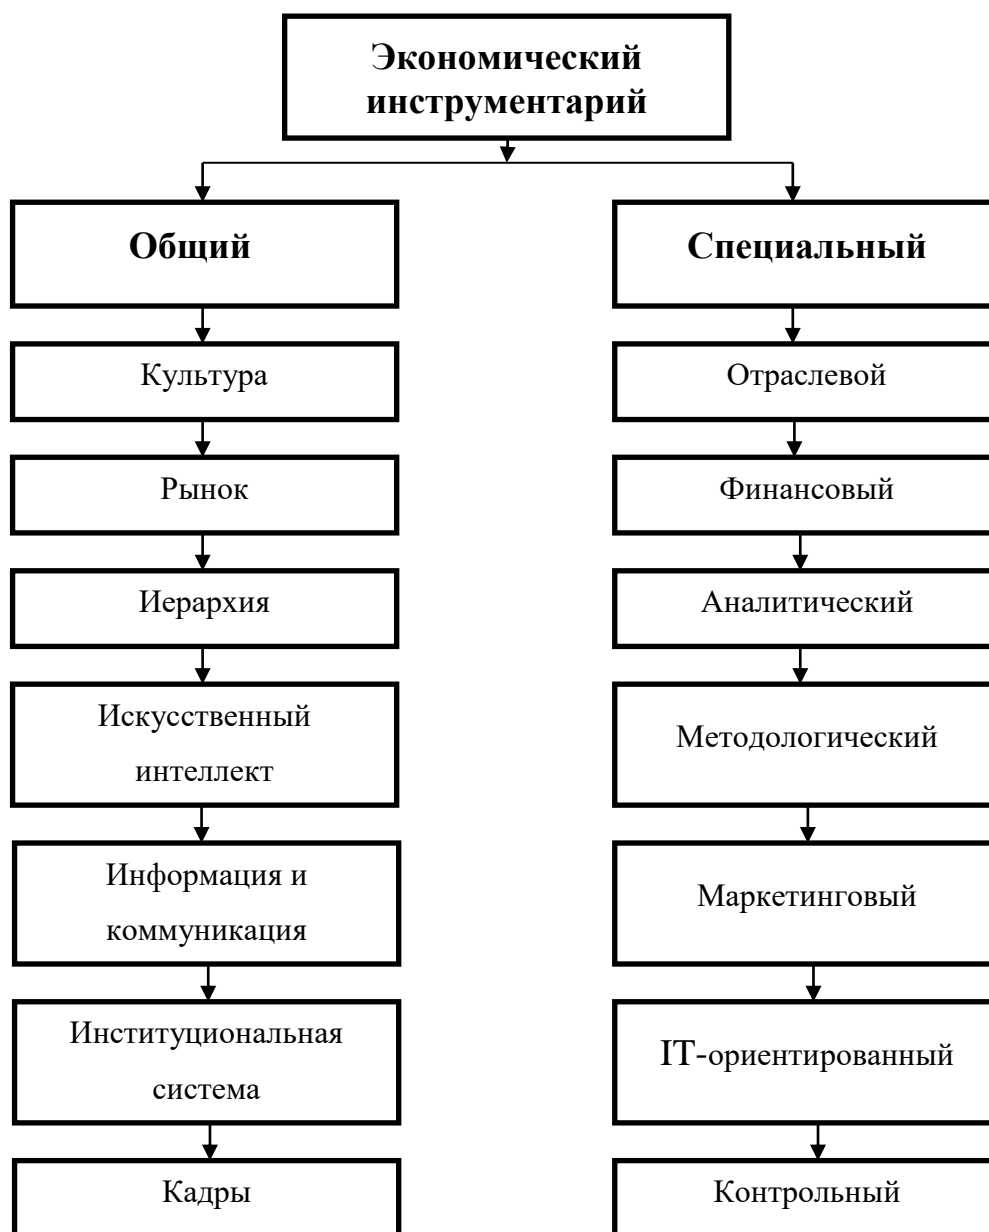 Экономический
инструментарий
Общий
Специальный
Культура
Отраслевой
Рынок
Финансовый
Иерархия
Аналитический
Искусственный
интеллект
Методологический
Информация и
коммуникация
Маркетинговый
Институциональная
система
IT-ориентированный
Кадры
Контрольный